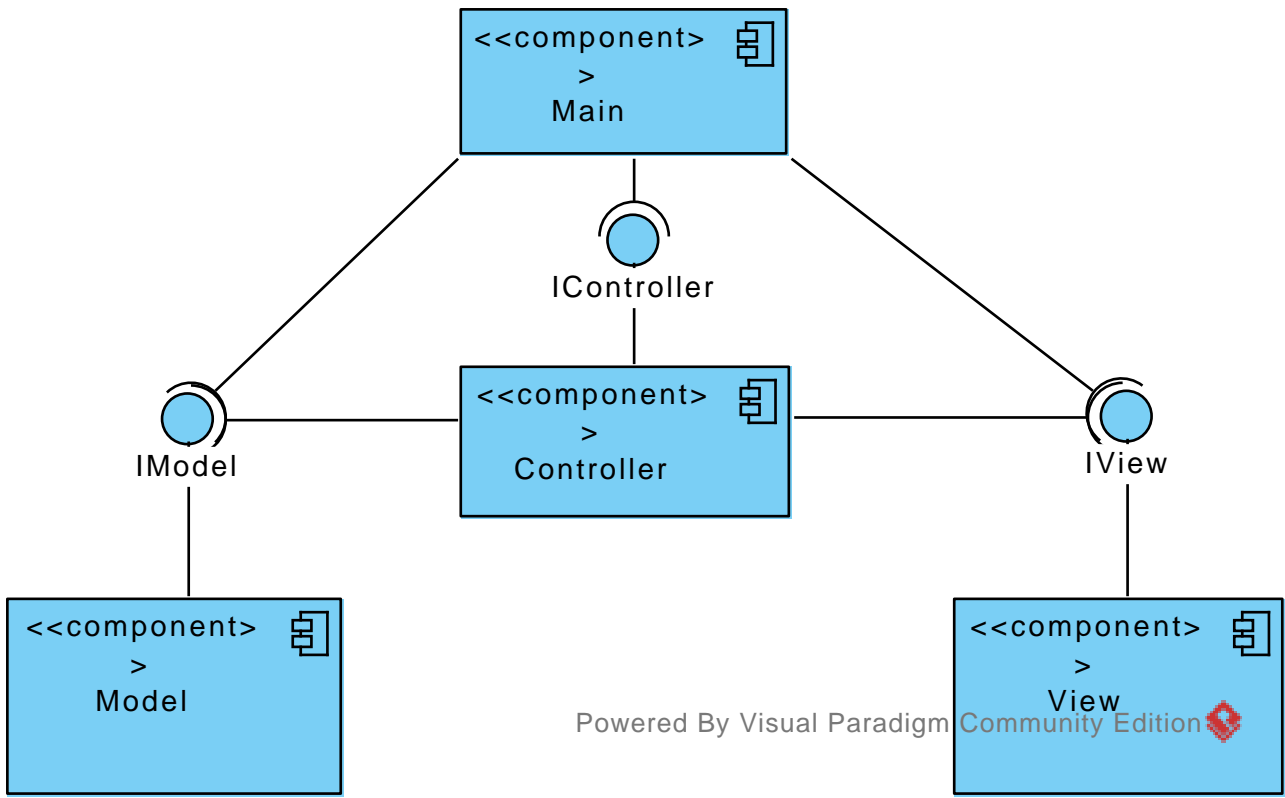 <<component>
>
Main
IController
<<component>
>
Controller
IModel
IView
<<component>
>
Model
<<component>
>
View
Powered By Visual Paradigm Community Edition